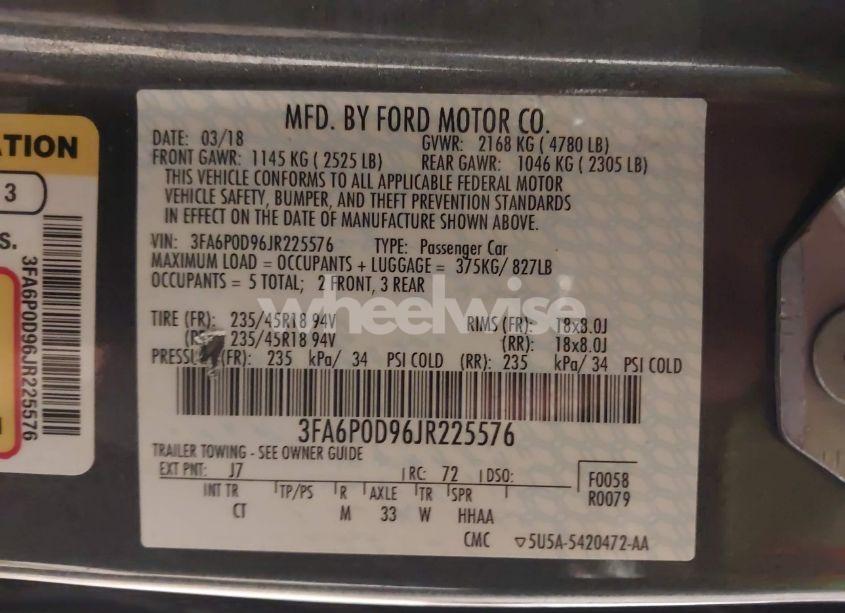 MFD. BY FORD MOTOR CO.
DATE: 03/18 GVWR: 2168 KG ( 4780 LB)
FRONT GAWR: 1145 KG ( 2525 LB) REAR GAWR: 1046 KG ( 2305 LB)
THIS VEHICLE CONFORMS TO ALL APPLICABLE FEDERAL MOTOR
VEHICLE SAFETY, BUMPER, AND THEFT PREVENTION STANDARDS
IN EFFECT ON THE DATE OF MANUFACTURE SHOWN ABOVE.
VIN: 3FA6P0D96JR225576 TYPE: Passenger Car
MAXIMUM LOAD = OCCUPANTS + LUGGAGE = 375KG/ 827LB
OCCUPANTS = 5 TOTAL; 2 FRONT, 3 REAR
wheelwise
TIRE (FR): 235/45R18 94V RIMS (FR): 18x8.0J
235/45R18 94V (RR): 18x8.0J
(FR): 235 kPa/ 34 PSI COLD (RR): 235 kPa/ 34 PSI COLD
3FA6P0D96JR225576
TRAILER TOWING - SEE OWNER GUIDE
EXT PNT: J7 RC: 72 DSO: F0058
R0079
INT TR TP/PS R AXLE TR SPR
CT M 33 W HHAA
CMC ▽5U5A-5420472-AA
3
S.
3FA6P0D96JR225576